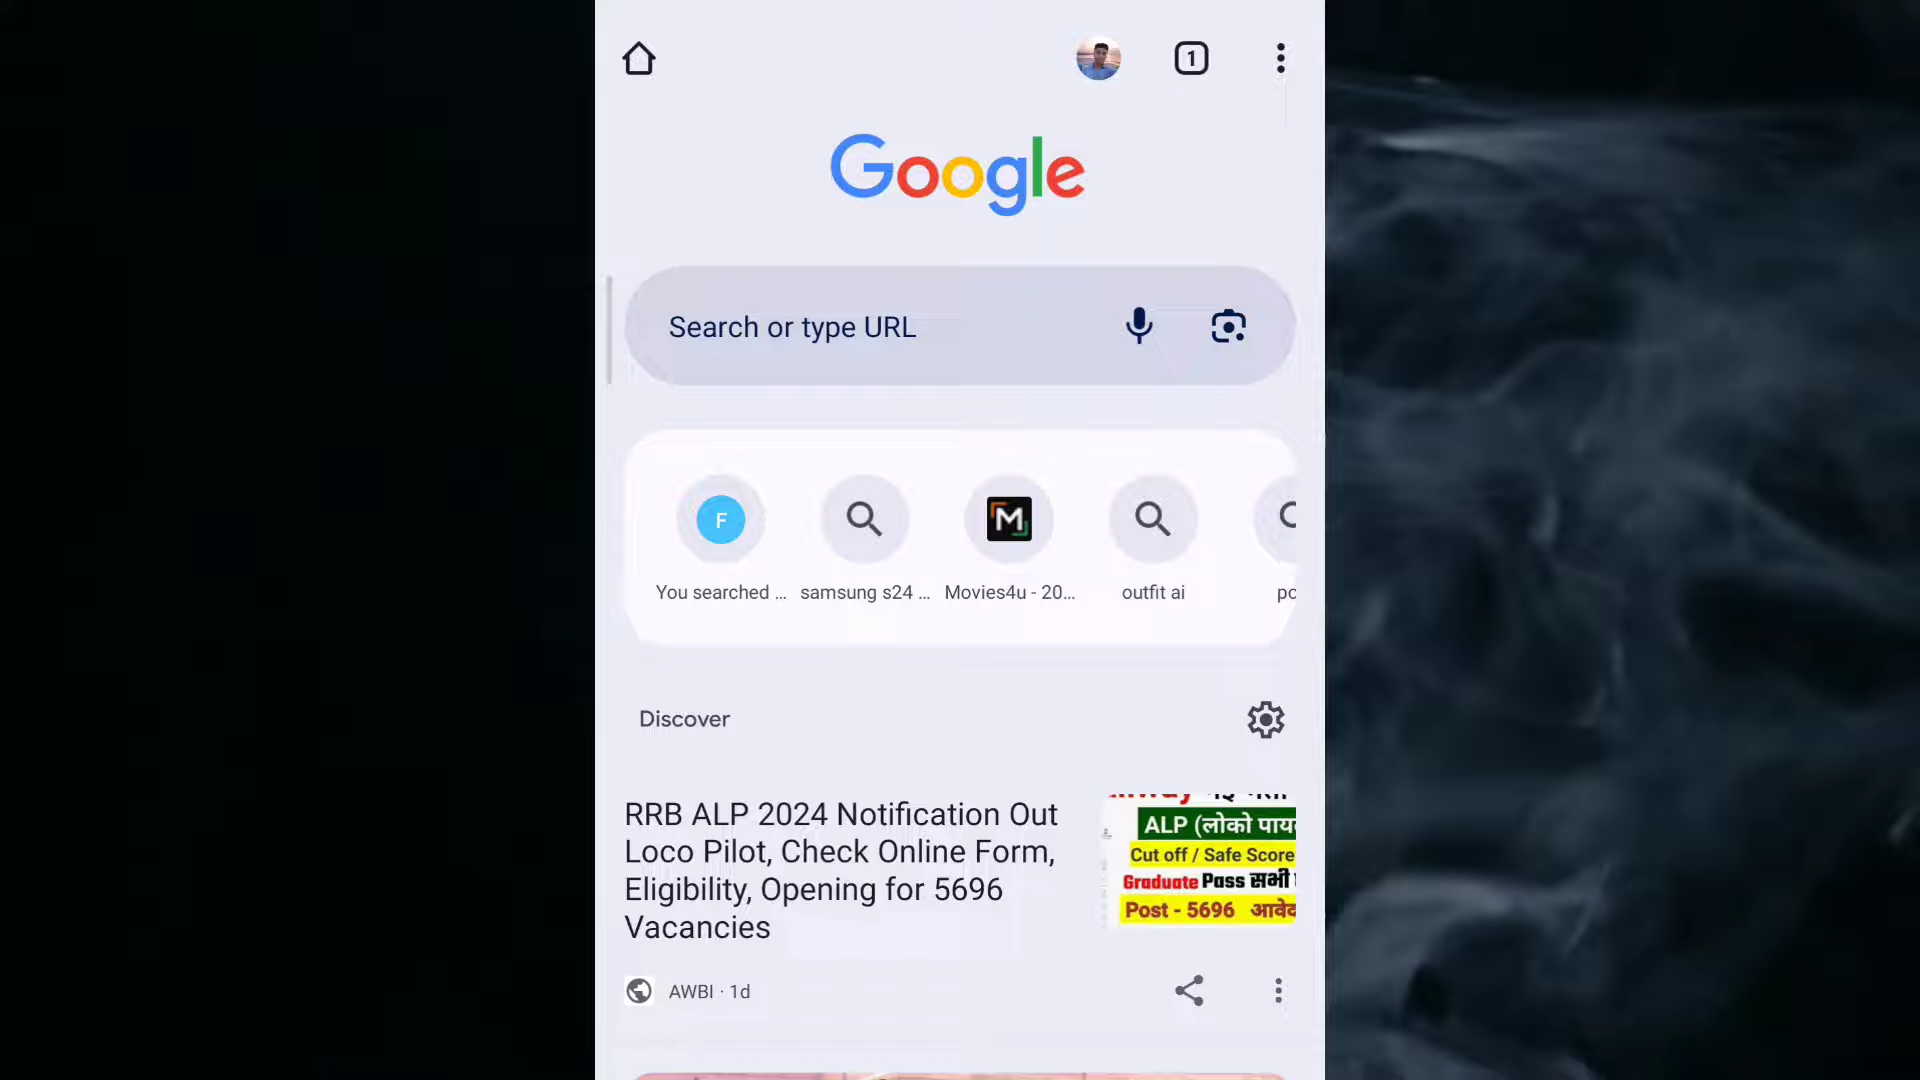 1
Google
Search or type URL
F
M
You searched ...
samsung s24 ...
Movies4u - 20...
outfit ai
Discover
RRB ALP 2024 Notification Out
Loco Pilot, Check Online Form,
Eligibility, Opening for 5696
Vacancies
ALP (लोको
Cut off / Safe Score
Graduate Pass सभी
Post - 5696
AWBI · 1d